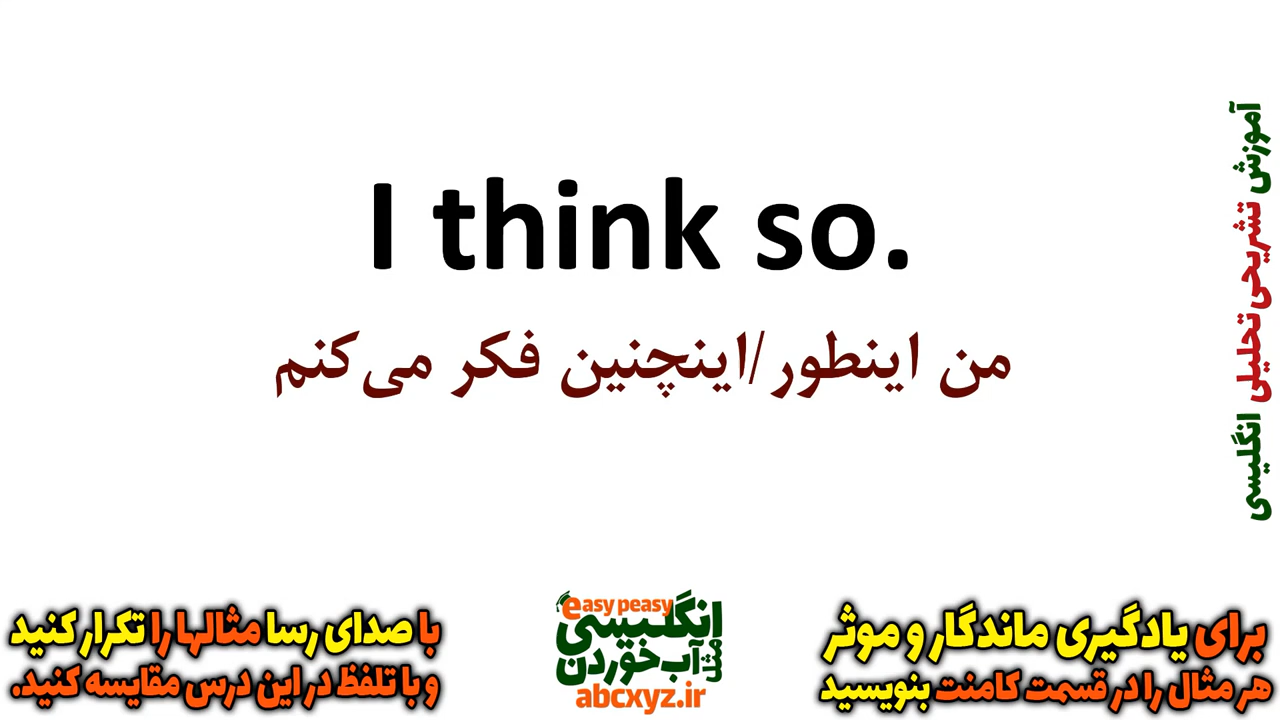 I think so.
من اینطور/اینچنین فکر می‌کنم
آموزش تشریحی تحلیلی انگلیسی
برای یادگیری ماندگار و موثر
هر مثال را در قسمت کامنت بنویسید
easy peasy
انگلیسی
مثل
آب خوردن
abcxyz.ir
با صدای رسا مثالها را تکرار کنید
و با تلفظ در این درس مقایسه کنید.